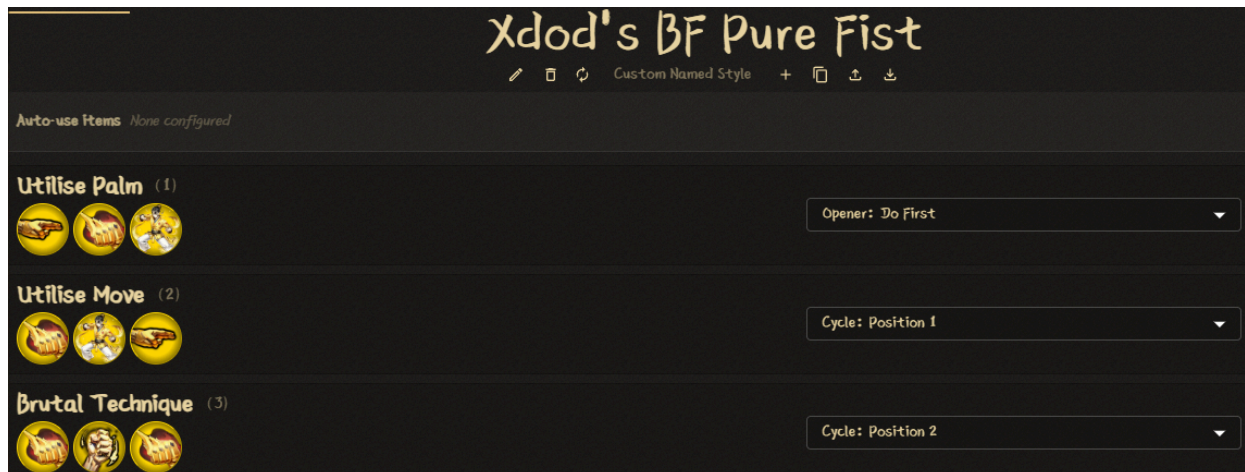 Xdod's BF Pure Fist
Custom Named Style
Auto-use Items None configured
Utilise Palm (1)
Opener: Do First
Utilise Move (2)
Cycle: Position 1
Brutal Technique (3)
Cycle: Position 2